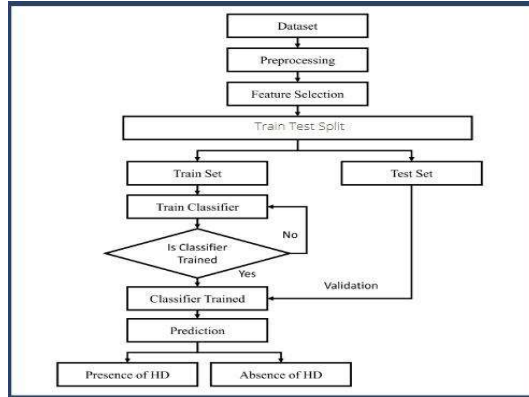 Dataset
Preprocessing
Feature Selection
Train Test Split
Train Set
Test Set
Train Classifier
No
Is Classifier
Trained
Yes
Validation
Classifier Trained
Prediction
Presence of HD
Absence of HD